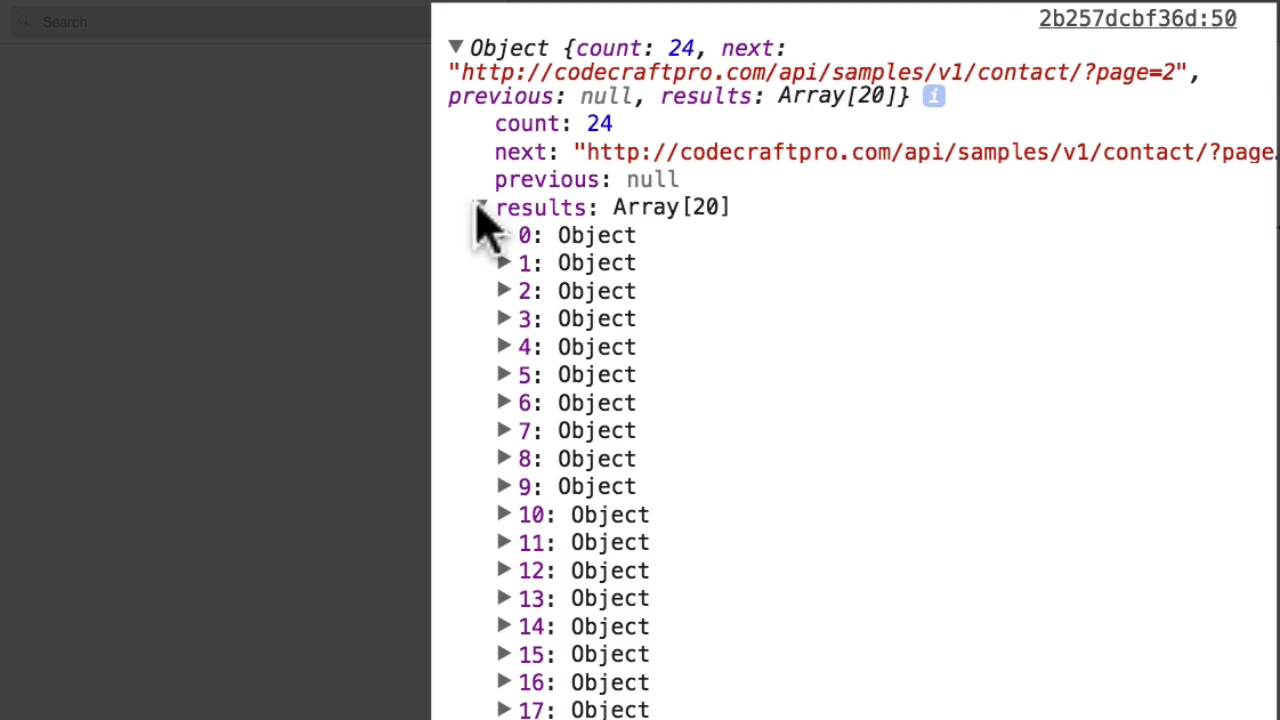 Search
2b257dcbf36d:50
▼Object {count: 24, next:
"http://codecraftpro.com/api/samples/v1/contact/?page=2",
previous: null, results: Array[20]} i
count: 24
next: "http://codecraftpro.com/api/samples/v1/contact/?page
previous: null
results: Array[20]
0: Object
▶1: Object
▶2: Object
▶3: Object
▶4: Object
▶5: Object
▶6: Object
▶7: Object
▶8: Object
▶9: Object
▶10: Object
▶11: Object
▶12: Object
▶13: Object
▶14: Object
▶15: Object
▶16: Object
▶17: Object